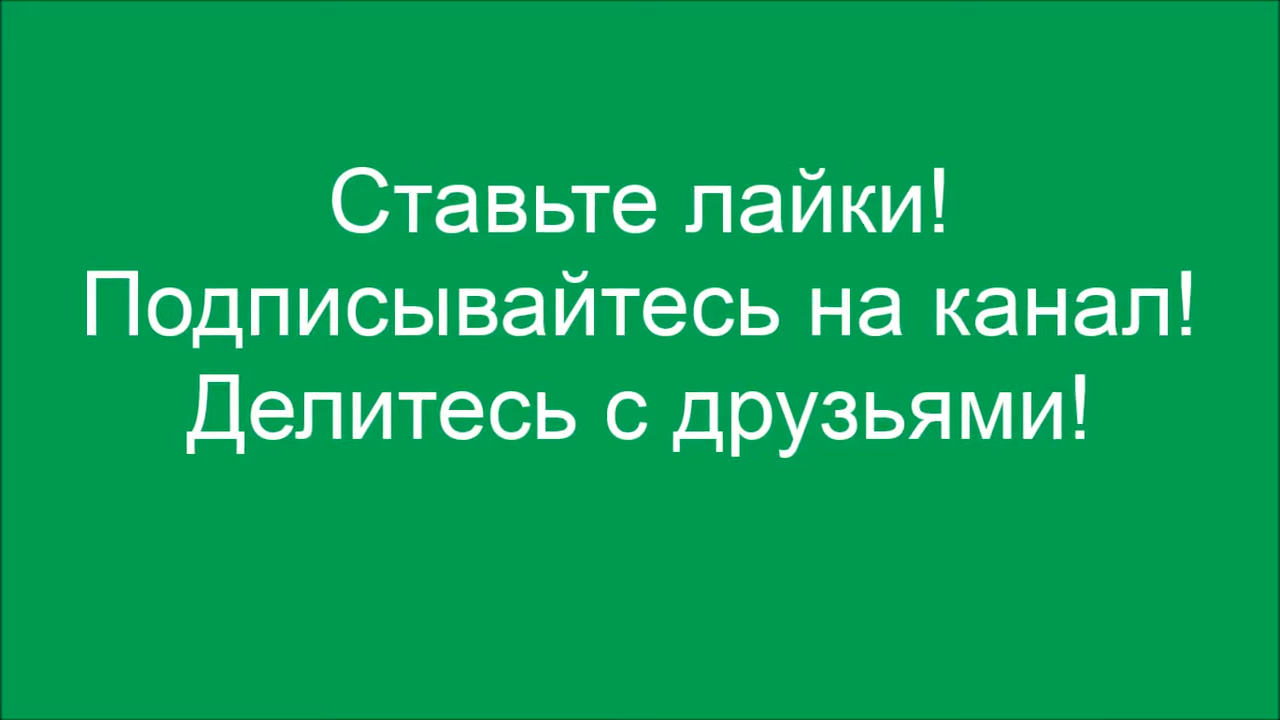 Ставьте лайки!
Подписывайтесь на канал!
Делитесь с друзьями!